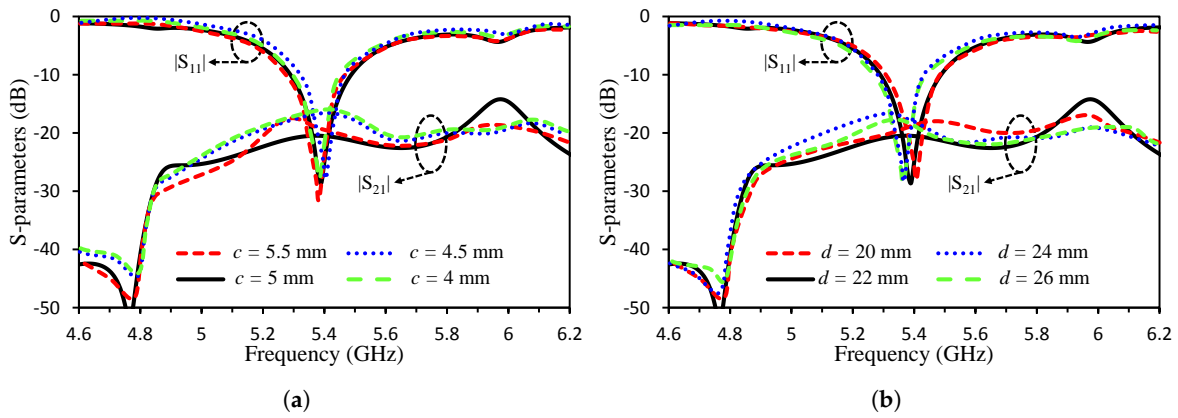 S-parameters (dB)
0
-10
-20
-30
-40
-50
|S11|
|S21|
c = 5.5 mm
c = 4.5 mm
c = 5 mm
c = 4 mm
4.6 4.8 5 5.2 5.4 5.6 5.8 6 6.2
Frequency (GHz)
(a)
S-parameters (dB)
0
-10
-20
-30
-40
-50
|S11|
|S21|
d = 20 mm
d = 24 mm
d = 22 mm
d = 26 mm
4.6 4.8 5 5.2 5.4 5.6 5.8 6 6.2
Frequency (GHz)
(b)